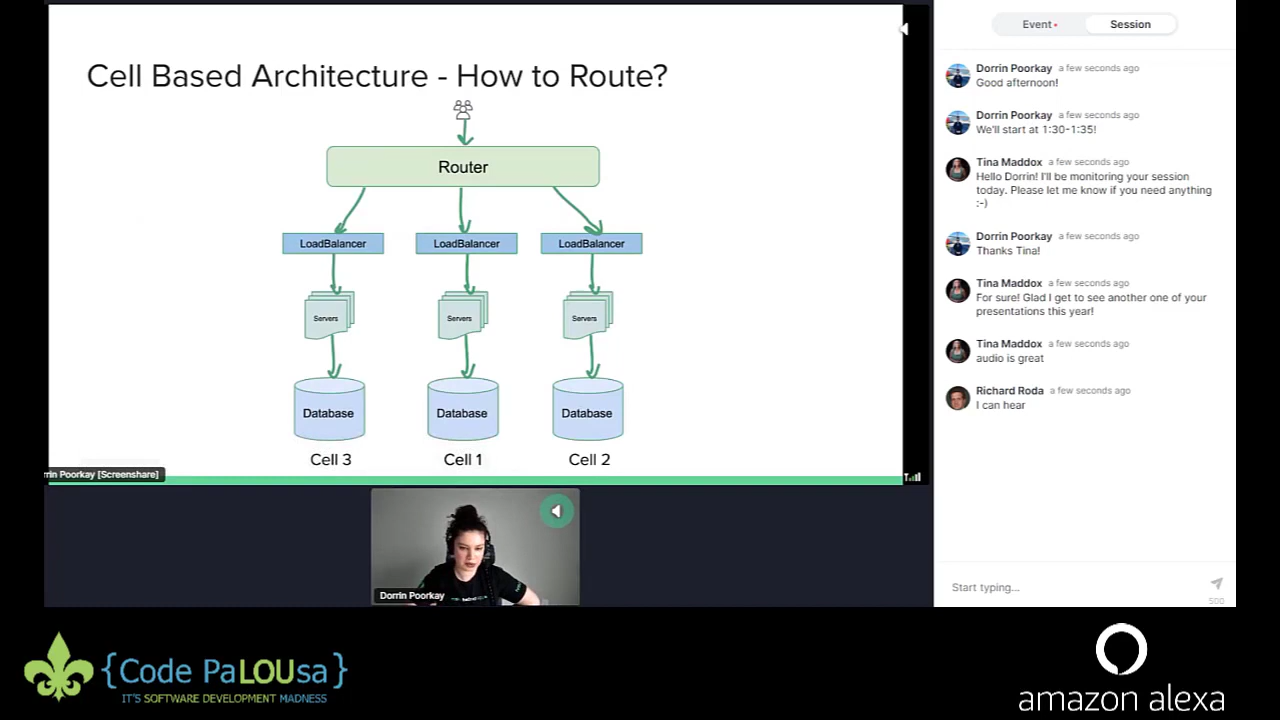 Cell Based Architecture - How to Route?
Router
LoadBalancer LoadBalancer LoadBalancer
Servers Servers Servers
Database Database Database
Cell 3 Cell 1 Cell 2
rrin Poorkay [Screenshare]
Dorrin Poorkay
Event Session
Dorrin Poorkay a few seconds ago
Good afternoon!
Dorrin Poorkay a few seconds ago
We'll start at 1:30-1:35!
Tina Maddox a few seconds ago
Hello Dorrin! I'll be monitoring your session
today. Please let me know if you need anything
:-)
Dorrin Poorkay a few seconds ago
Thanks Tina!
Tina Maddox a few seconds ago
For sure! Glad I get to see another one of your
presentations this year!
Tina Maddox a few seconds ago
audio is great
Richard Roda a few seconds ago
I can hear
Start typing...
500
{Code PaLOUsa}
IT'S SOFTWARE DEVELOPMENT MADNESS
amazon alexa